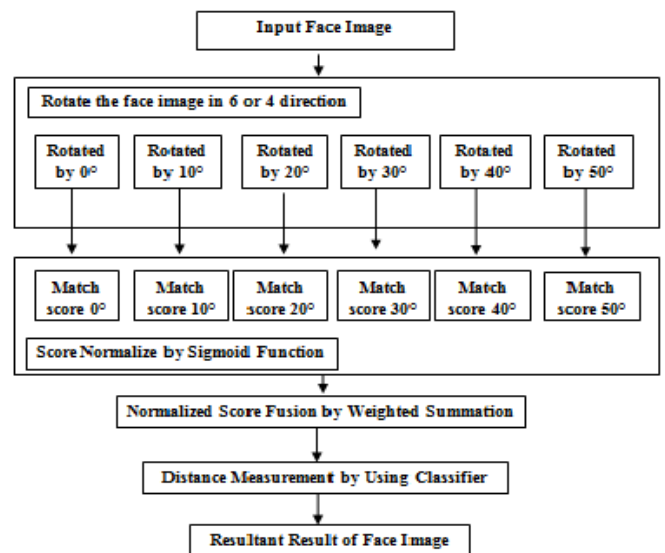 Input Face Image
Rotate the face image in 6 or 4 direction
Rotated by 0°
Rotated by 10°
Rotated by 20°
Rotated by 30°
Rotated by 40°
Rotated by 50°
Match score 0°
Match score 10°
Match score 20°
Match score 30°
Match score 40°
Match score 50°
Score Normalize by Sigmoid Function
Normalized Score Fusion by Weighted Summation
Distance Measurement by Using Classifier
Resultant Result of Face Image